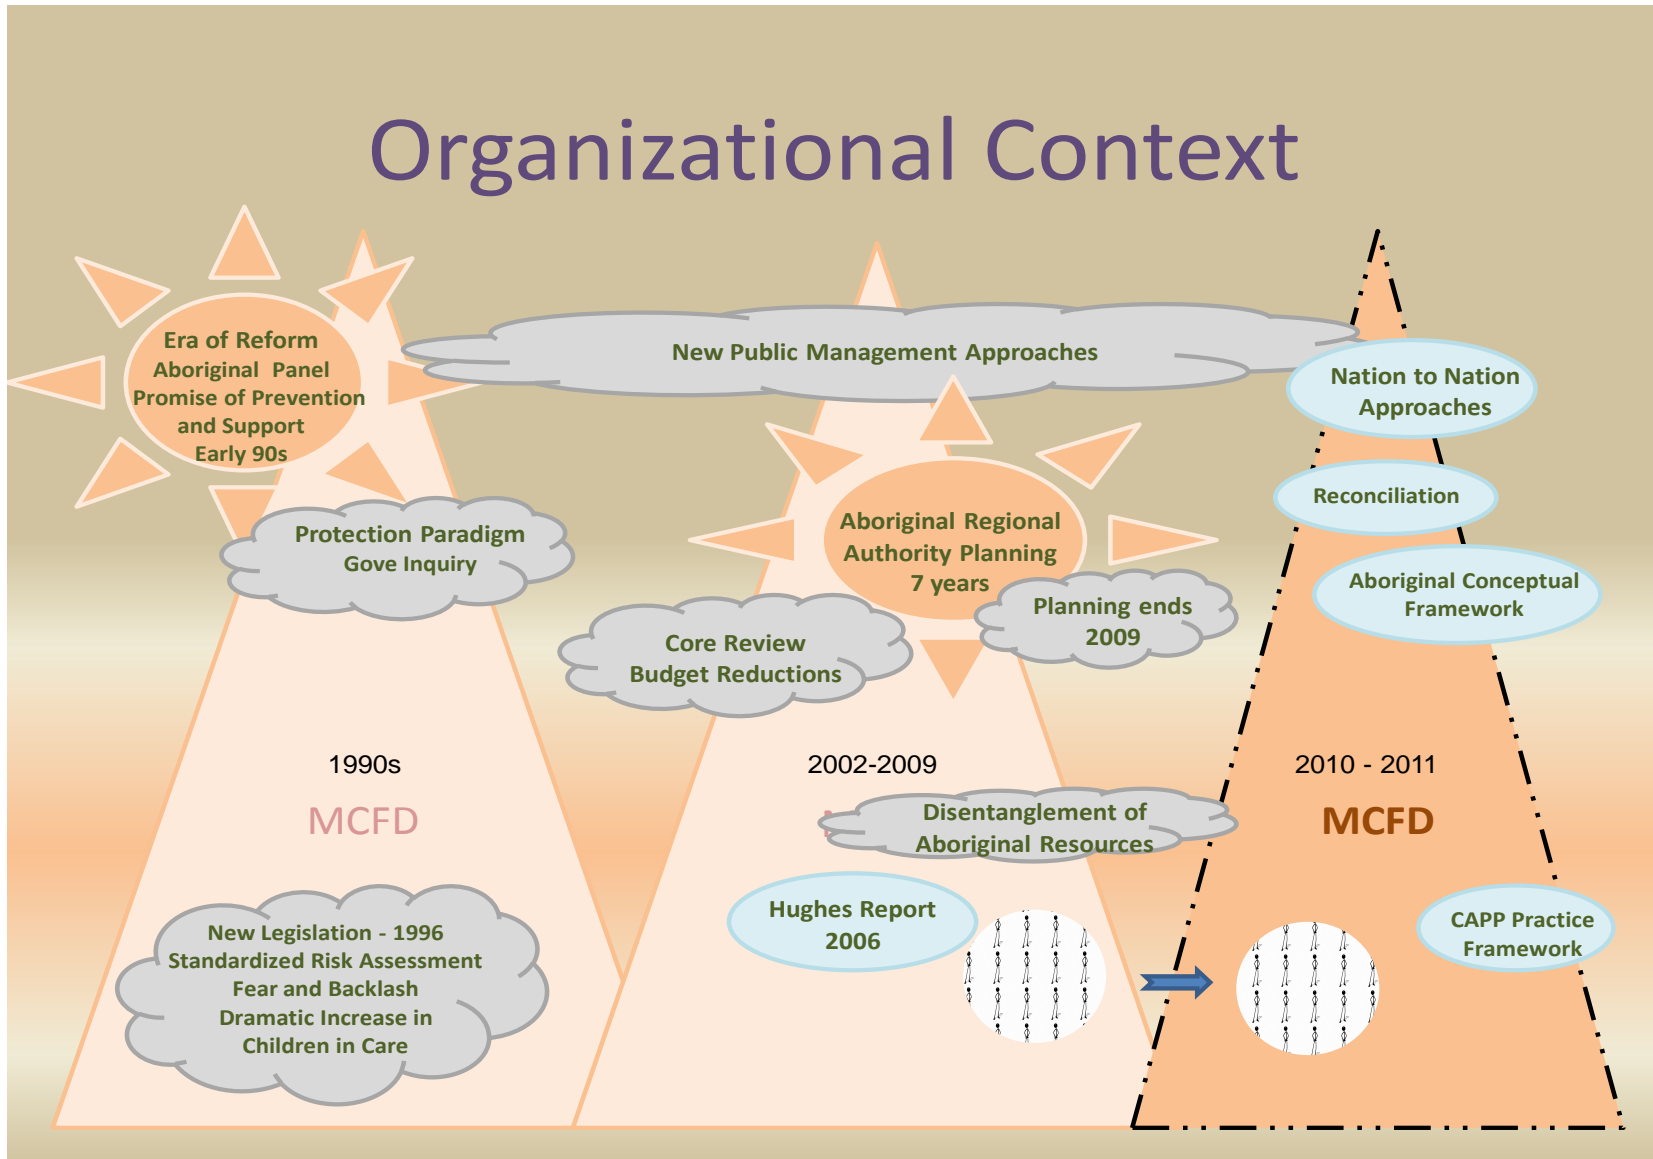 Organizational Context
Era of Reform
Aboriginal Panel
Promise of Prevention
and Support
Early 90s
New Public Management Approaches
Nation to Nation
Approaches
Reconciliation
Protection Paradigm
Gove Inquiry
Aboriginal Regional
Authority Planning
7 years
Planning ends
2009
Aboriginal Conceptual
Framework
Core Review
Budget Reductions
1990s
MCFD
2002-2009
Disentanglement of
Aboriginal Resources
2010 - 2011
MCFD
Hughes Report
2006
CAPP Practice
Framework
New Legislation - 1996
Standardized Risk Assessment
Fear and Backlash
Dramatic Increase in
Children in Care